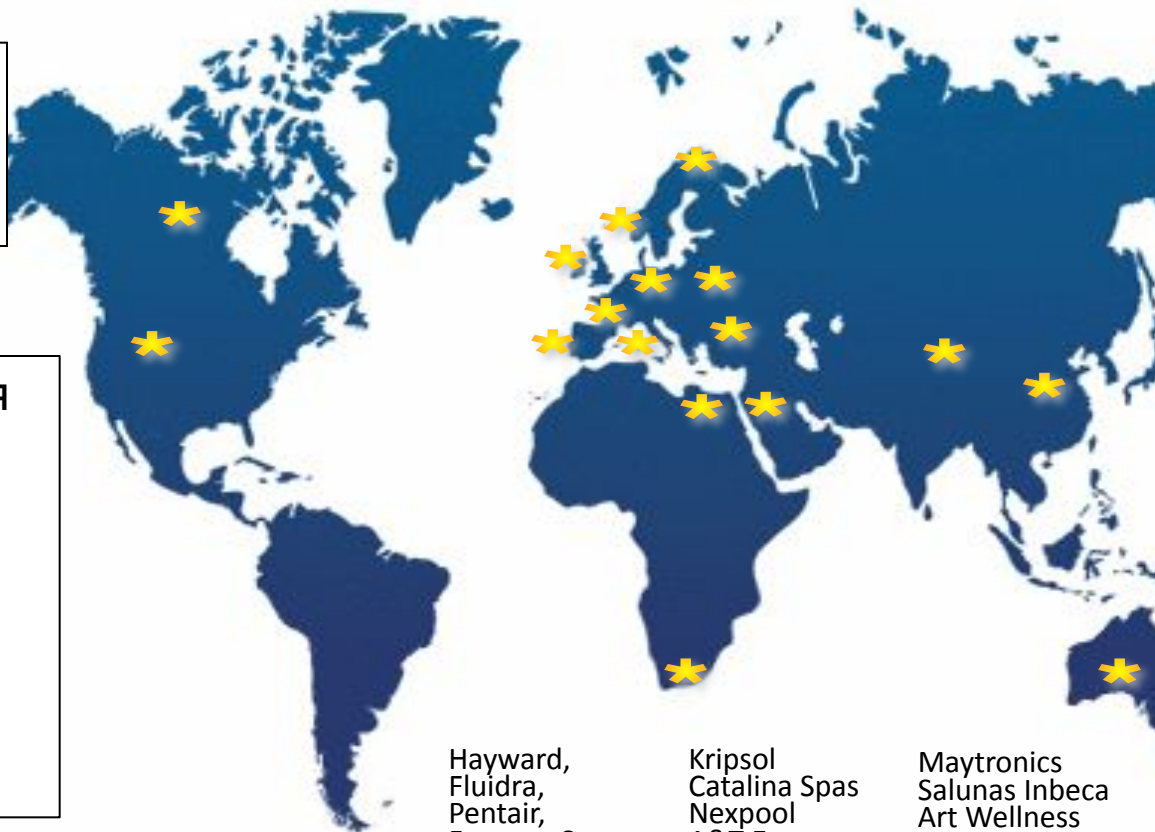 Hayward,
Fluidra,
Pentair,
Kripsol
Catalina Spas
Nexpool
Maytronics
Salunas Inbeca
Art Wellness